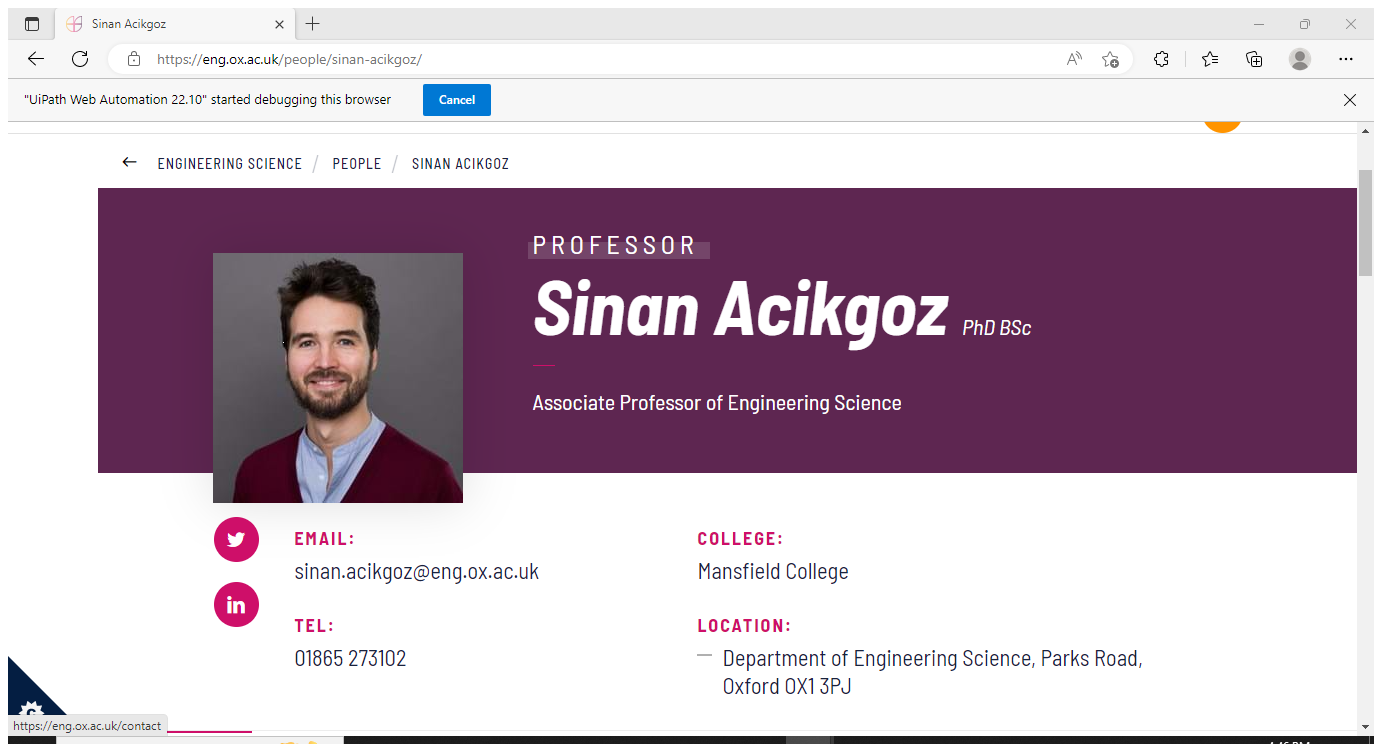 Sinan Acikgoz
https://eng.ox.ac.uk/people/sinan-acikgoz/
"UiPath Web Automation 22.10" started debugging this browser
Cancel
ENGINEERING SCIENCE / PEOPLE / SINAN ACIKGOZ
PROFESSOR
Sinan Acikgoz PhD BSc
Associate Professor of Engineering Science
EMAIL:
sinan.acikgoz@eng.ox.ac.uk
TEL:
01865 273102
COLLEGE:
Mansfield College
LOCATION:
— Department of Engineering Science, Parks Road,
Oxford OX1 3PJ
https://eng.ox.ac.uk/contact